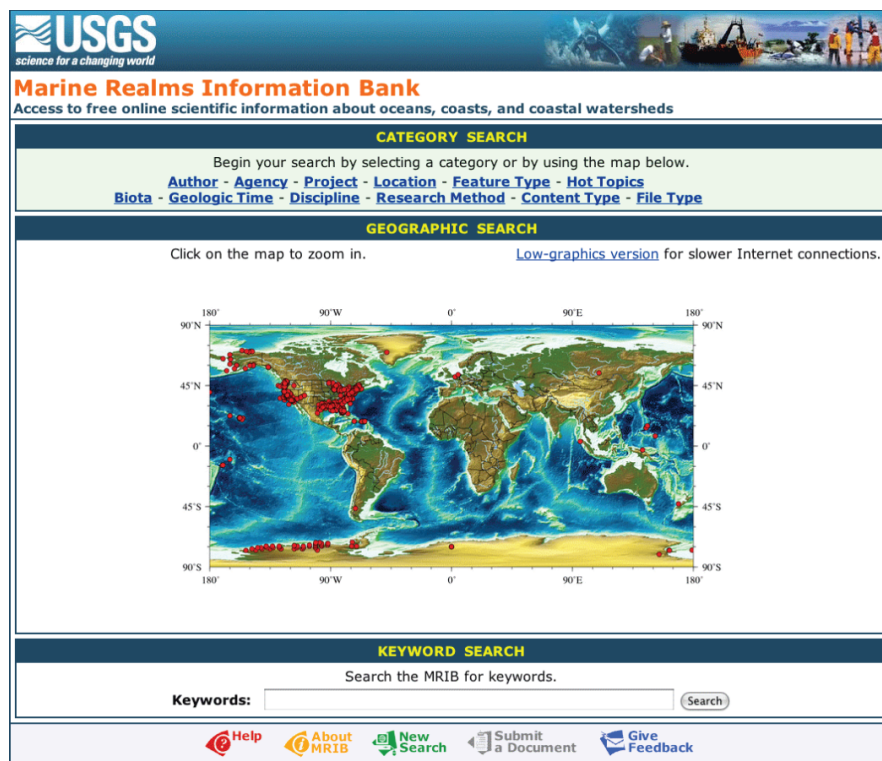 USGS
science for a changing world
Marine Realms Information Bank
Access to free online scientific information about oceans, coasts, and coastal watersheds
CATEGORY SEARCH
Begin your search by selecting a category or by using the map below.
Author - Agency - Project - Location - Feature Type - Hot Topics
Biota - Geologic Time - Discipline - Research Method - Content Type - File Type
GEOGRAPHIC SEARCH
Click on the map to zoom in. Low-graphics version for slower Internet connections.
180° 90°W 0° 90°E 180°
90°N 90°N
45°N 45°N
0° 0°
45°S 45°S
90°S 90°S
180° 90°W 0° 90°E 180°
KEYWORD SEARCH
Search the MRIB for keywords.
Keywords: Search
Help About MRIB New Search Submit a Document Give Feedback